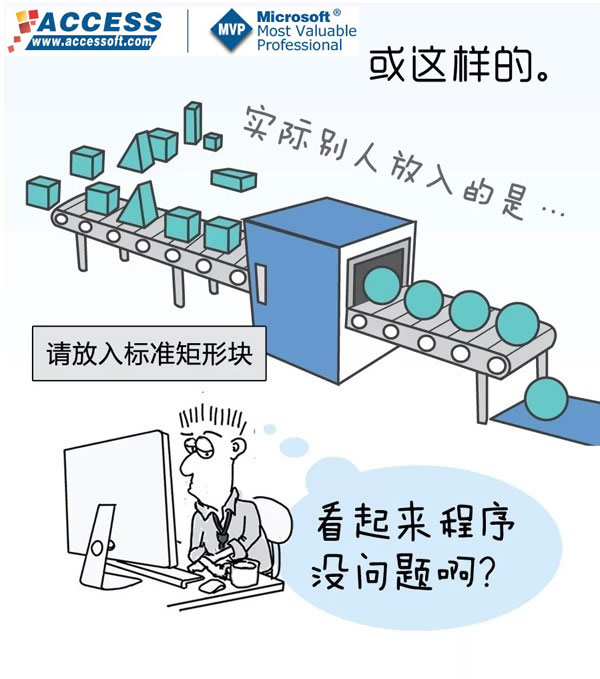 ACCESS
www.accessoft.com
MVP
Microsoft®
Most Valuable
Professional
或这样的。
实际别人放入的是…
请放入标准矩形块
看起来程序
没问题啊?